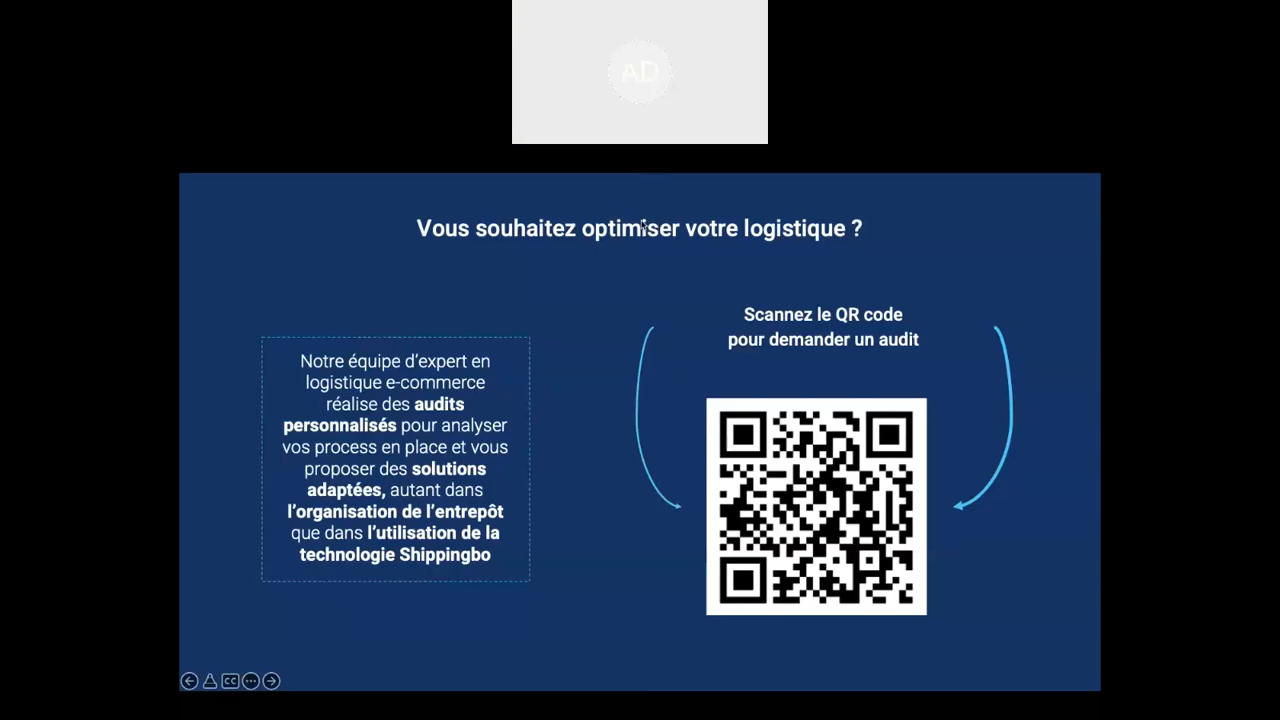 AD
Vous souhaitez optimiser votre logistique ?
Scannez le QR code
pour demander un audit
Notre équipe d'expert en
logistique e-commerce
réalise des audits
personnalisés pour analyser
vos process en place et vous
proposer des solutions
adaptées, autant dans
l'organisation de l'entrepôt
que dans l'utilisation de la
technologie Shippingbo
CC